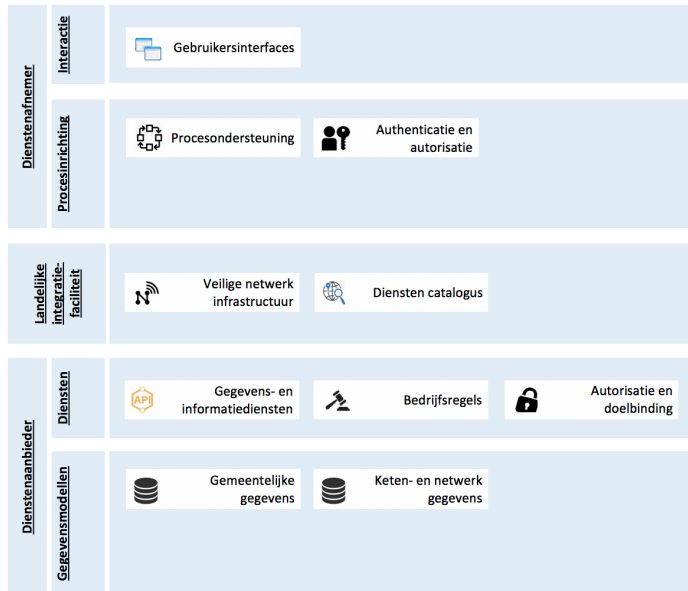 Dienstenafnemer
Interactie
Gebruikersinterfaces
Procesinrichting
Procesondersteuning
Authenticatie en
autorisatie
Landelijke
integratie-
faciliteit
Veilige netwerk
infrastructuur
Diensten catalogus
Dienstenaanbieder
Diensten
API
Gegevens- en
informatiediensten
Bedrijfsregels
Autorisatie en
doelbinding
Gegevensmodellen
Gemeentelijke
gegevens
Keten- en netwerk
gegevens